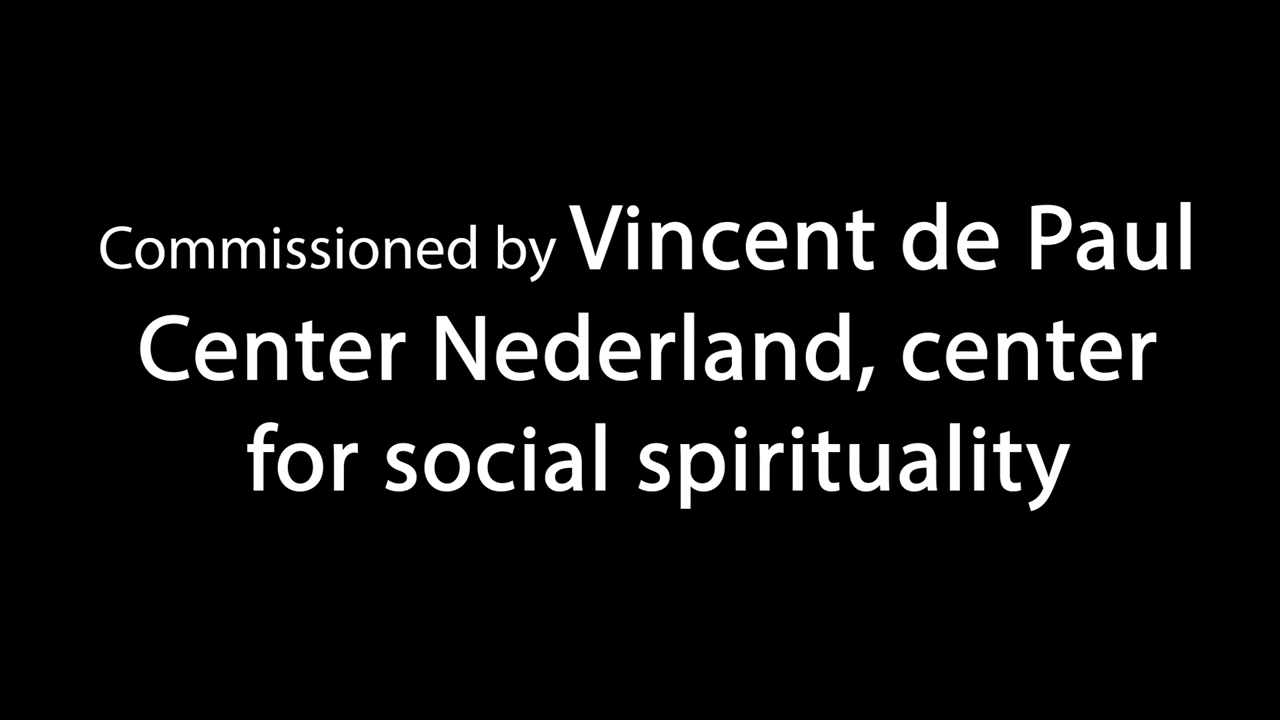 Commissioned by Vincent de Paul
Center Nederland, center
for social spirituality